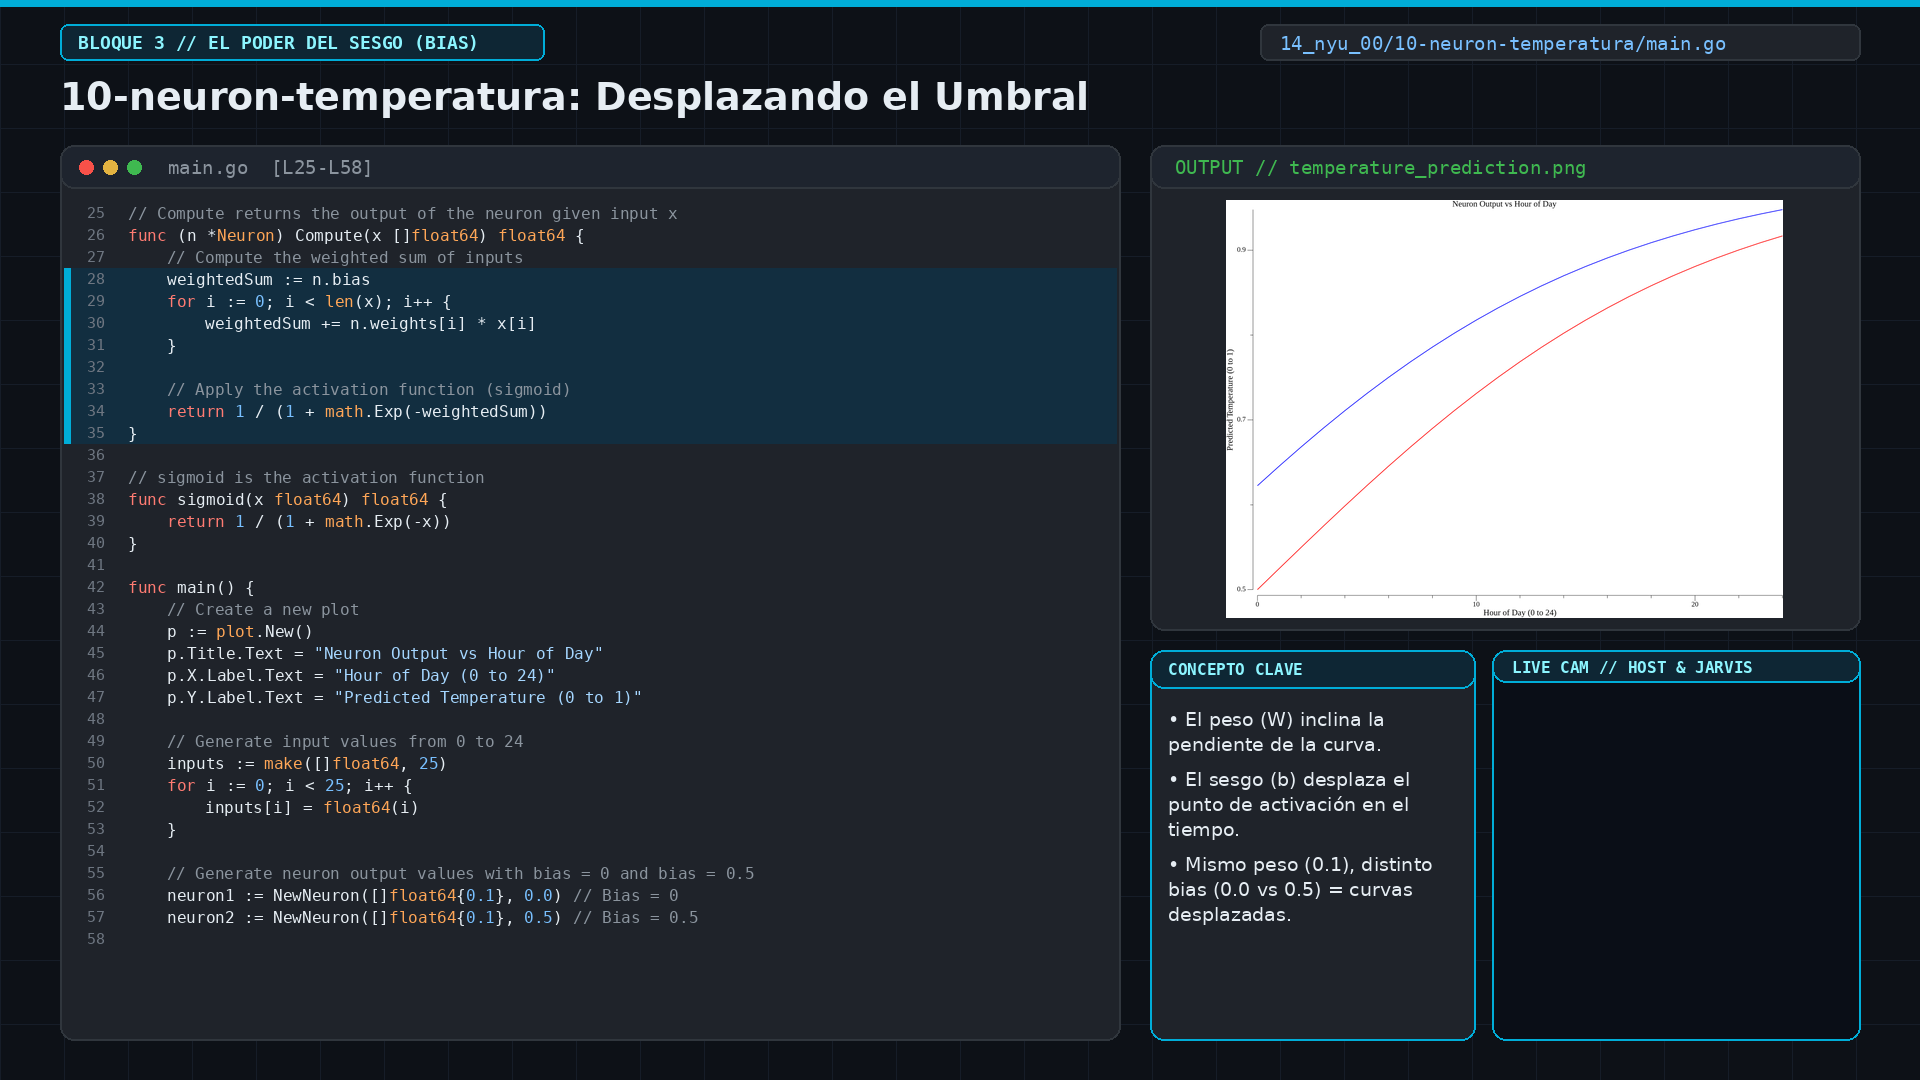 BLOQUE 3 // EL PODER DEL SESGO (BIAS)
14_nyu_00/10-neuron-temperatura/main.go
10-neuron-temperatura: Desplazando el Umbral
main.go  [L25-L58]
25 // Compute returns the output of the neuron given input x
26 func (n *Neuron) Compute(x []float64) float64 {
27     // Compute the weighted sum of inputs
28     weightedSum := n.bias
29     for i := 0; i < len(x); i++ {
30         weightedSum += n.weights[i] * x[i]
31     }
32
33     // Apply the activation function (sigmoid)
34     return 1 / (1 + math.Exp(-weightedSum))
35 }
36
37 // sigmoid is the activation function
38 func sigmoid(x float64) float64 {
39     return 1 / (1 + math.Exp(-x))
40 }
41
42 func main() {
43     // Create a new plot
44     p := plot.New()
45     p.Title.Text = "Neuron Output vs Hour of Day"
46     p.X.Label.Text = "Hour of Day (0 to 24)"
47     p.Y.Label.Text = "Predicted Temperature (0 to 1)"
48
49     // Generate input values from 0 to 24
50     inputs := make([]float64, 25)
51     for i := 0; i < 25; i++ {
52         inputs[i] = float64(i)
53     }
54
55     // Generate neuron output values with bias = 0 and bias = 0.5
56     neuron1 := NewNeuron([]float64{0.1}, 0.0) // Bias = 0
57     neuron2 := NewNeuron([]float64{0.1}, 0.5) // Bias = 0.5
58
OUTPUT // temperature_prediction.png
Neuron Output vs Hour of Day
0.9
0.7
0.5
Predicted Temperature (0 to 1)
0
10
20
Hour of Day (0 to 24)
CONCEPTO CLAVE
• El peso (W) inclina la
pendiente de la curva.
• El sesgo (b) desplaza el
punto de activación en el
tiempo.
• Mismo peso (0.1), distinto
bias (0.0 vs 0.5) = curvas
desplazadas.
LIVE CAM // HOST & JARVIS